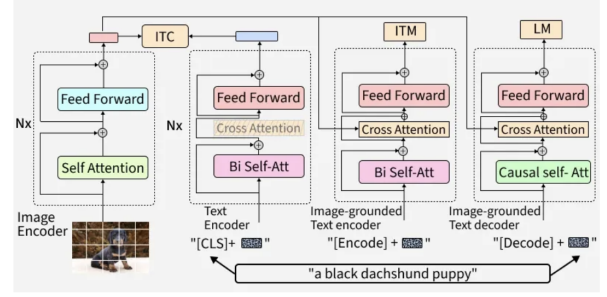 ITC
ITM
LM
Nx
Feed Forward
Self Attention
Image
Encoder
Nx
Feed Forward
Cross Attention
Bi Self-Att
Text
Encoder
"[CLS]+ "
Feed Forward
Cross Attention
Bi Self-Att
Image-grounded
Text encoder
"[Encode] + "
Feed Forward
Cross Attention
Causal self- Att
Image-grounded
Text decoder
"[Decode] + "
"a black dachshund puppy"